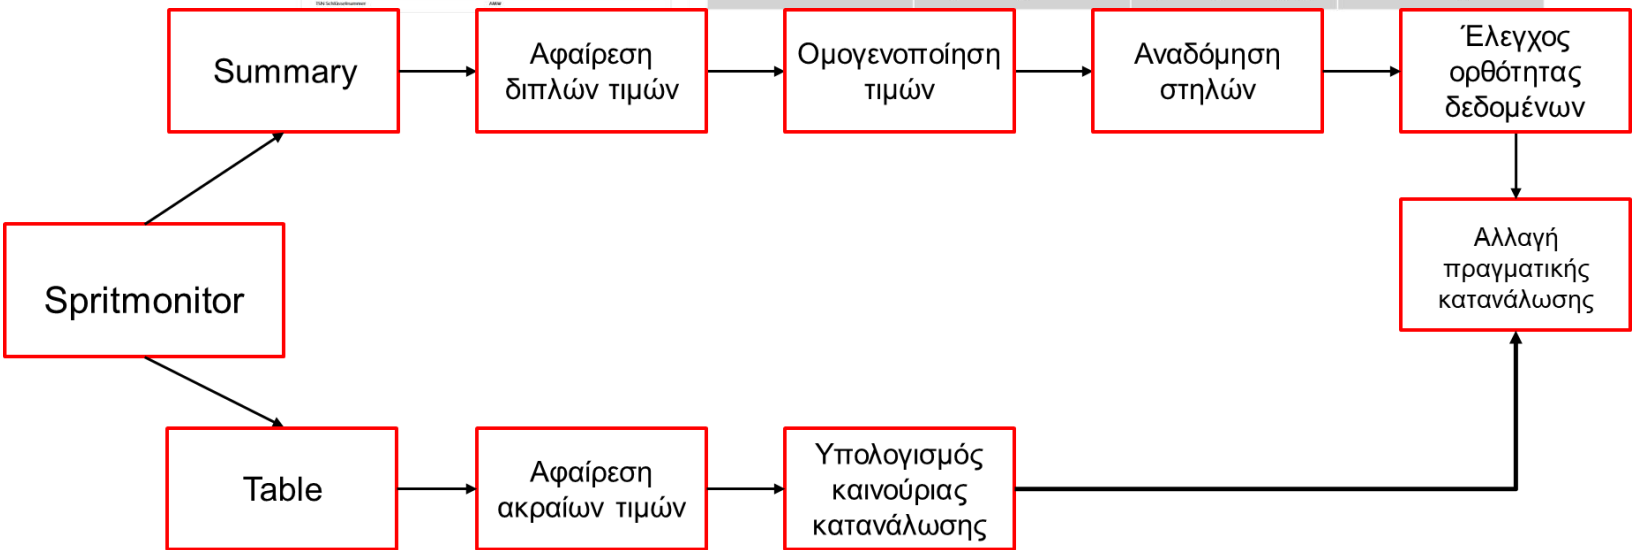 Summary
Αφαίρεση
διπλών τιμών
Ομογενοποίηση
τιμών
Αναδόμηση
στηλών
Έλεγχος
ορθότητας
δεδομένων
Spritmonitor
Αλλαγή
πραγματικής
κατανάλωσης
Table
Αφαίρεση
ακραίων τιμών
Υπολογισμός
καινούριας
κατανάλωσης